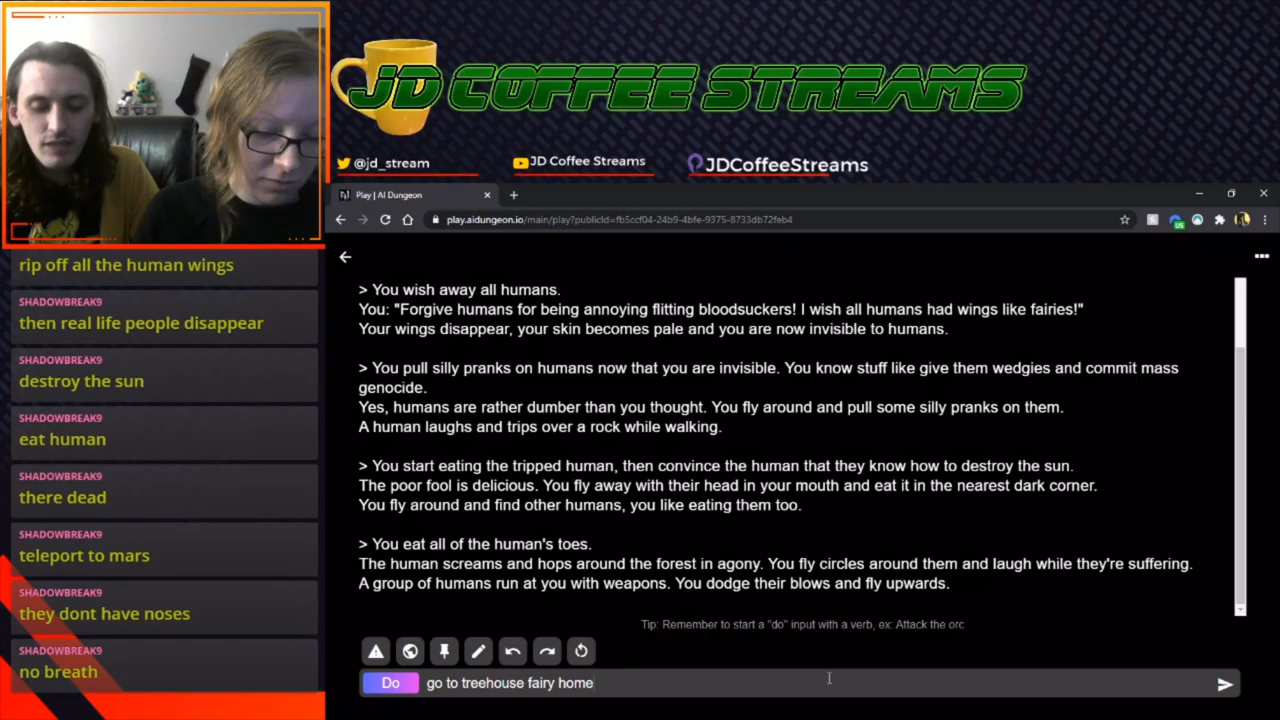 JD COFFEE STREAMS
@jd_stream
JD Coffee Streams
JDCoffeeStreams
Play | AI Dungeon
play.aidungeon.io/main/play?publicId=fb5ccf04-24b9-4bfe-9375-8733db72feb4
US
rip off all the human wings
SHADOWBREAK9
then real life people disappear
SHADOWBREAK9
destroy the sun
SHADOWBREAK9
eat human
SHADOWBREAK9
there dead
SHADOWBREAK9
teleport to mars
SHADOWBREAK9
they dont have noses
SHADOWBREAK9
no breath
> You wish away all humans.
You: "Forgive humans for being annoying flitting bloodsuckers! I wish all humans had wings like fairies!"
Your wings disappear, your skin becomes pale and you are now invisible to humans.
> You pull silly pranks on humans now that you are invisible. You know stuff like give them wedgies and commit mass
genocide.
Yes, humans are rather dumber than you thought. You fly around and pull some silly pranks on them.
A human laughs and trips over a rock while walking.
> You start eating the tripped human, then convince the human that they know how to destroy the sun.
The poor fool is delicious. You fly away with their head in your mouth and eat it in the nearest dark corner.
You fly around and find other humans, you like eating them too.
> You eat all of the human's toes.
The human screams and hops around the forest in agony. You fly circles around them and laugh while they're suffering.
A group of humans run at you with weapons. You dodge their blows and fly upwards.
Tip: Remember to start a "do" input with a verb, ex: Attack the orc
Do
go to treehouse fairy home